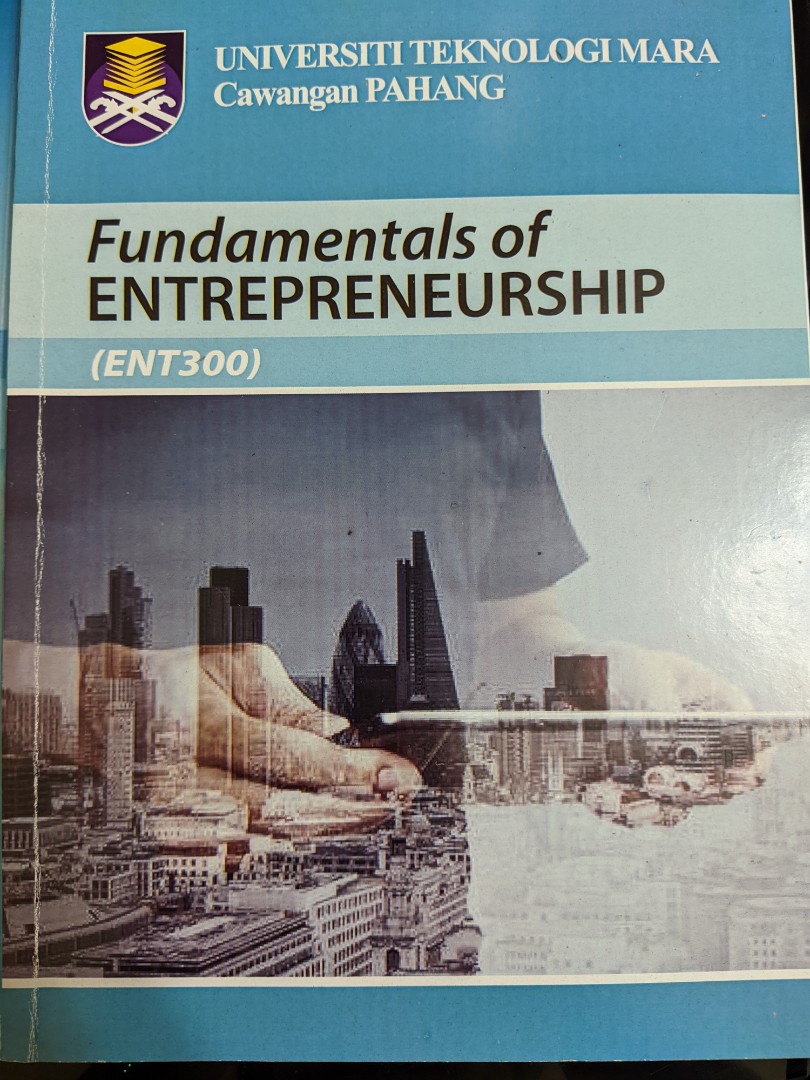 UNIVERSITI TEKNOLOGI MARA
Cawangan PAHANG
Fundamentals of
ENTREPRENEURSHIP
(ENT300)